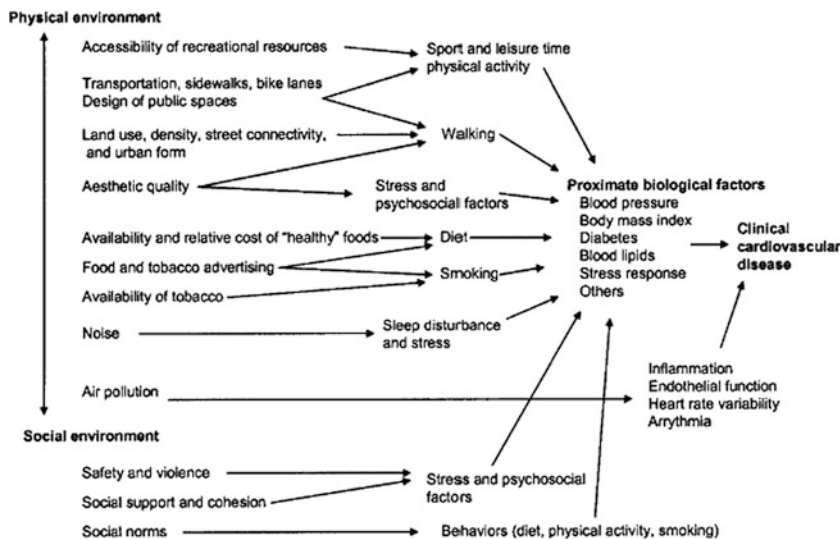 Physical environment
Accessibility of recreational resources
Sport and leisure time
physical activity
Transportation, sidewalks, bike lanes
Design of public spaces
Land use, density, street connectivity,
and urban form
Walking
Aesthetic quality
Stress and
psychosocial factors
Proximate biological factors
Blood pressure
Body mass index
Diabetes
Blood lipids
Stress response
Others
Clinical
cardiovascular
disease
Availability and relative cost of "healthy" foods
Diet
Food and tobacco advertising
Smoking
Availability of tobacco
Noise
Sleep disturbance
and stress
Air pollution
Inflammation
Endothelial function
Heart rate variability
Arrythmia
Social environment
Safety and violence
Social support and cohesion
Stress and psychosocial
factors
Social norms
Behaviors (diet, physical activity, smoking)